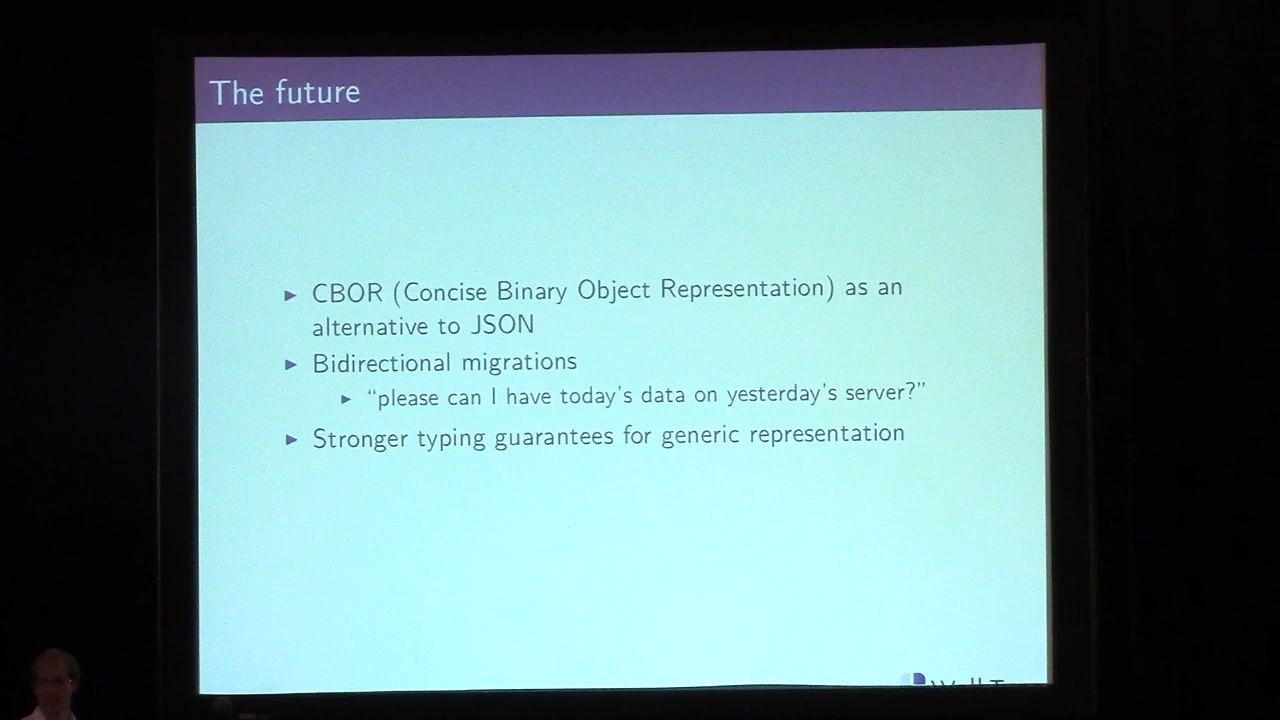 The future
► CBOR (Concise Binary Object Representation) as an
alternative to JSON
► Bidirectional migrations
► “please can I have today's data on yesterday's server?”
► Stronger typing guarantees for generic representation